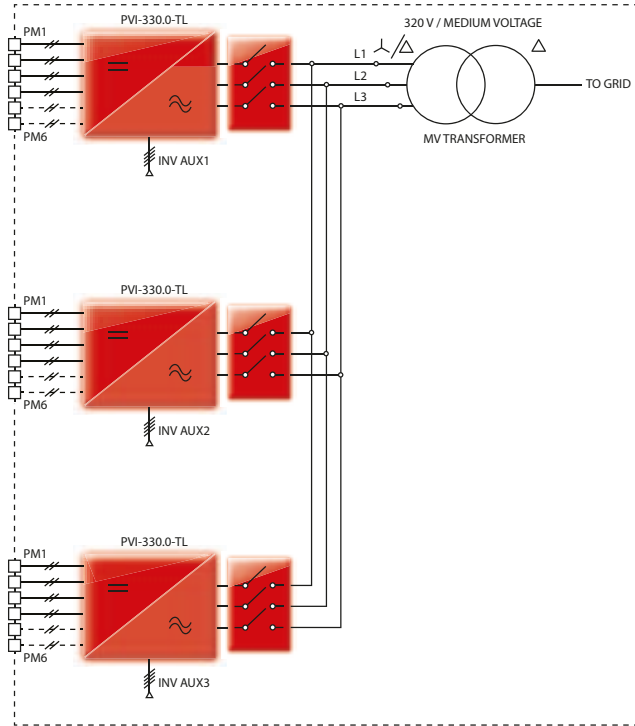 PM1
PVI-330.0-TL
320 V / MEDIUM VOLTAGE
L1
L2
L3
TO GRID
PM6
MV TRANSFORMER
INV AUX1
PM1
PVI-330.0-TL
PM6
INV AUX2
PM1
PVI-330.0-TL
PM6
INV AUX3